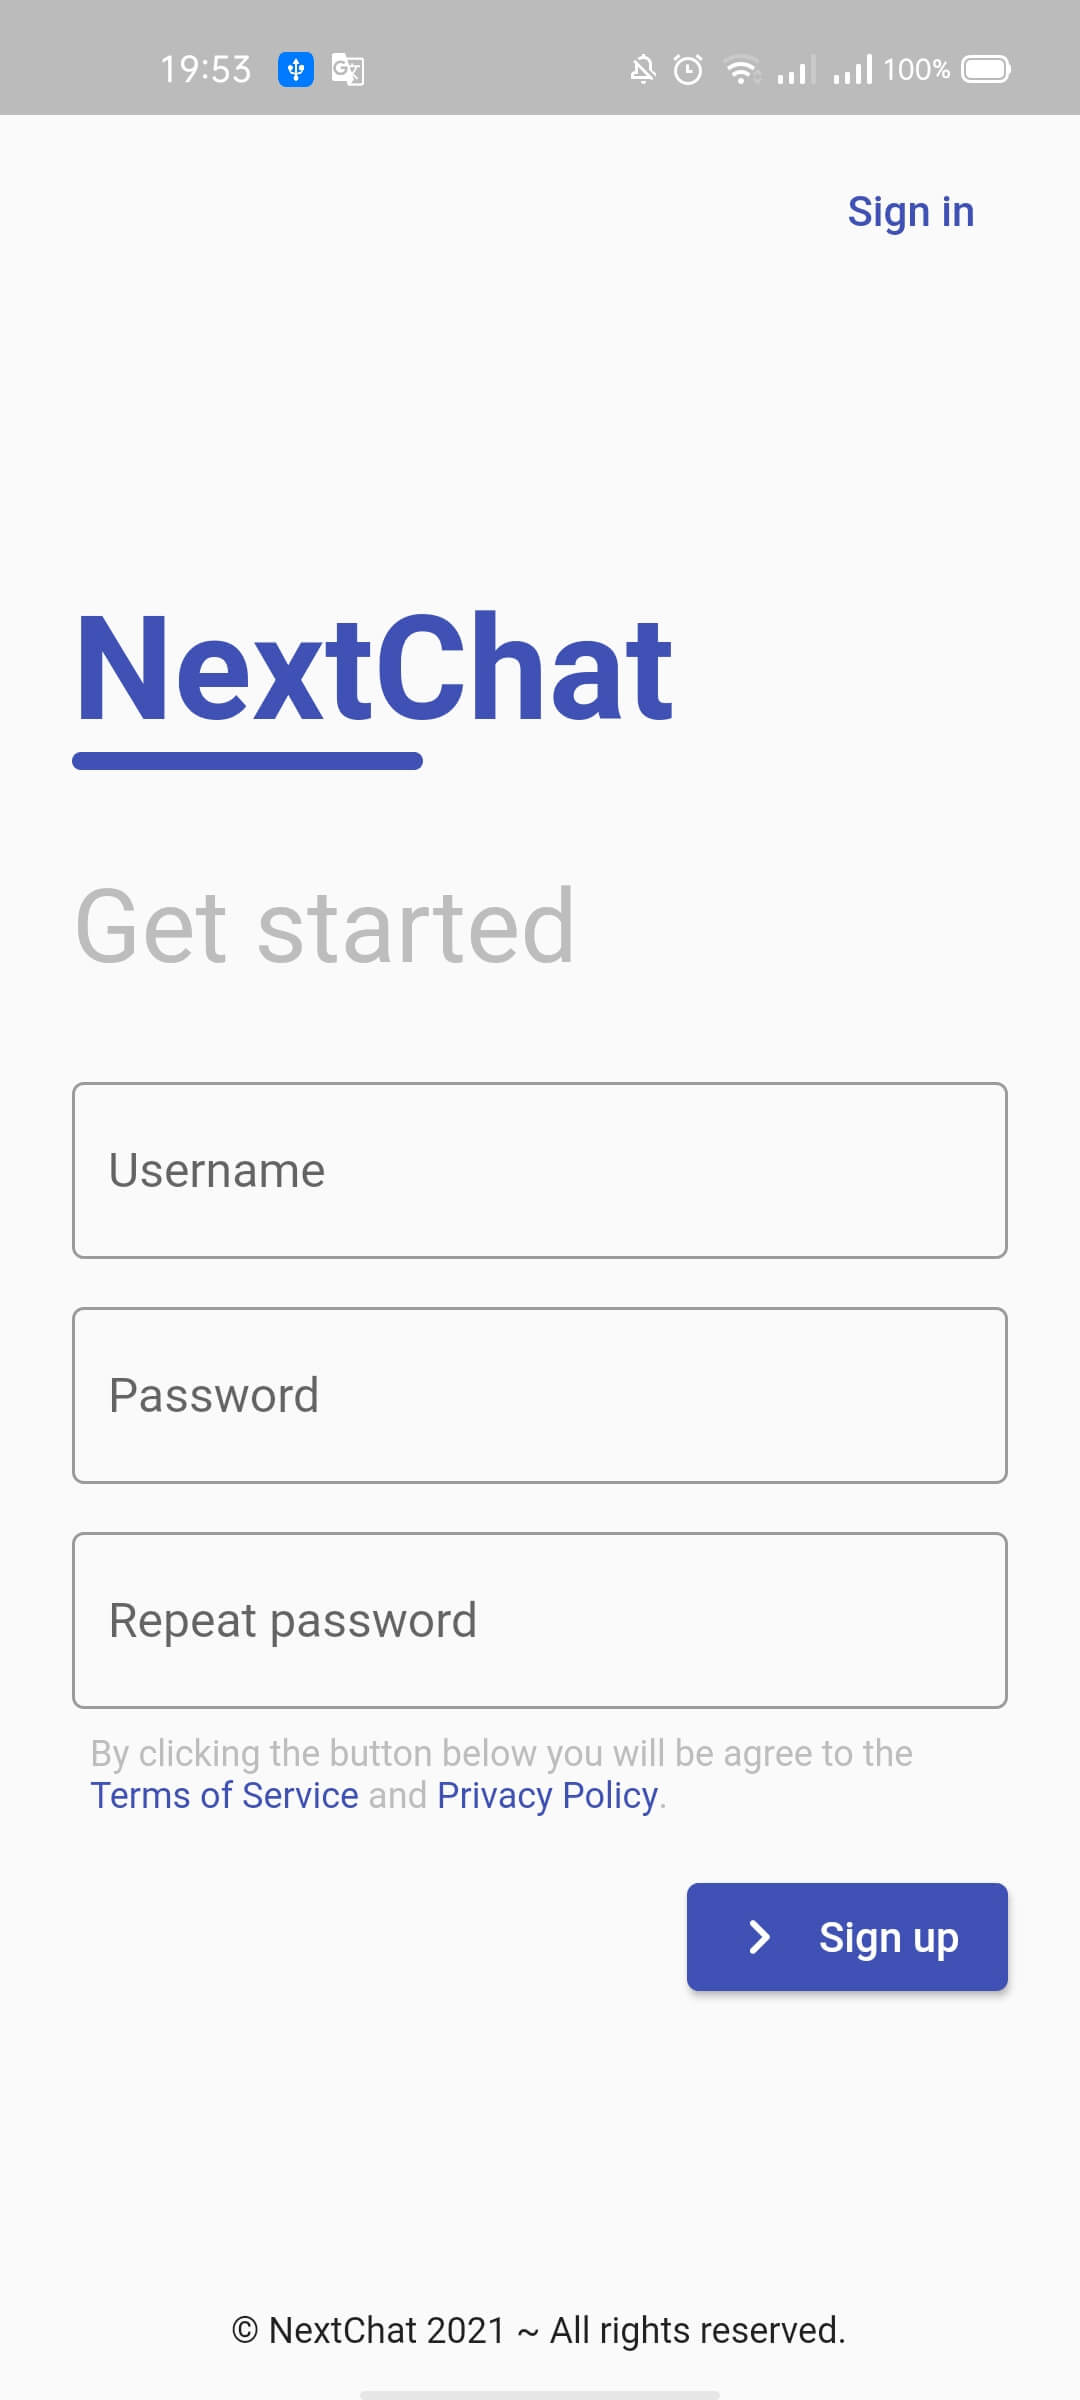 19:53
100%
Sign in
NextChat
Get started
Username
Password
Repeat password
By clicking the button below you will be agree to the
Terms of Service and Privacy Policy.
Sign up
© NextChat 2021 ~ All rights reserved.